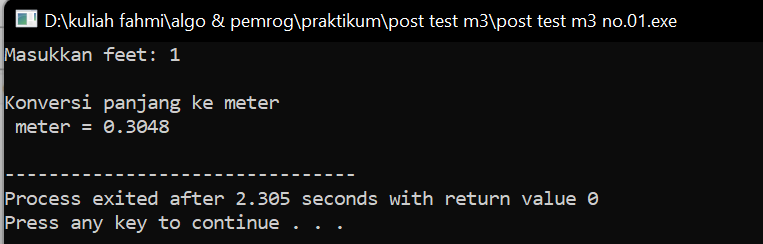 D:\kuliah fahmi\algo & pemrog\praktikum\post test m3\post test m3 no.01.exe
Masukkan feet: 1
Konversi panjang ke meter
meter = 0.3048
--------------------------------
Process exited after 2.305 seconds with return value 0
Press any key to continue . . .